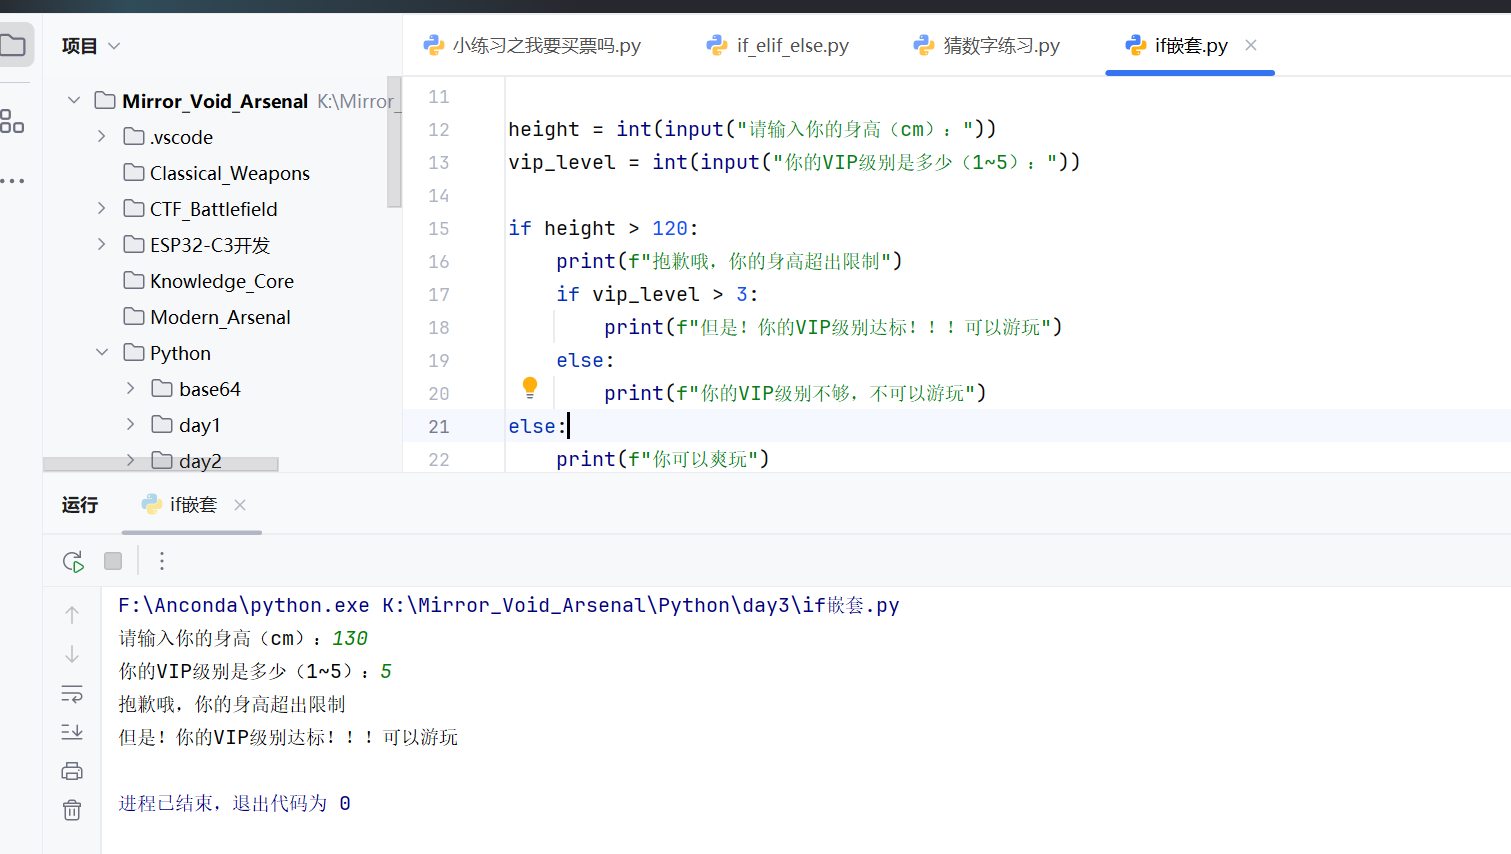 项目
小练习之我要买票吗.py
if_elif_else.py
猜数字练习.py
if嵌套.py
Mirror_Void_Arsenal K:\Mirror_
.vscode
Classical_Weapons
CTF_Battlefield
ESP32-C3开发
Knowledge_Core
Modern_Arsenal
Python
base64
day1
day2
11
12 height = int(input("请输入你的身高（cm）："))
13 vip_level = int(input("你的VIP级别是多少（1~5）："))
14
15 if height > 120:
16 print(f"抱歉哦，你的身高超出限制")
17 if vip_level > 3:
18 print(f"但是！你的VIP级别达标！！！可以游玩")
19 else:
20 print(f"你的VIP级别不够，不可以游玩")
21 else:
22 print(f"你可以爽玩")
运行
if嵌套
F:\Anconda\python.exe K:\Mirror_Void_Arsenal\Python\day3\if嵌套.py
请输入你的身高（cm）：130
你的VIP级别是多少（1~5）：5
抱歉哦，你的身高超出限制
但是！你的VIP级别达标！！！可以游玩
进程已结束，退出代码为 0